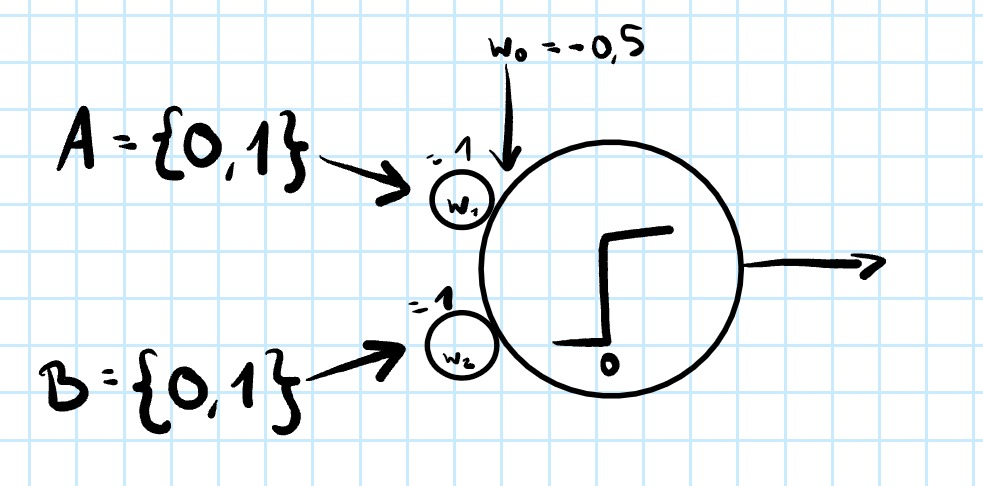 w₀ = -0,5
A = {0,1}
= 1
w₁
= 1
w₂
B = {0,1}
0